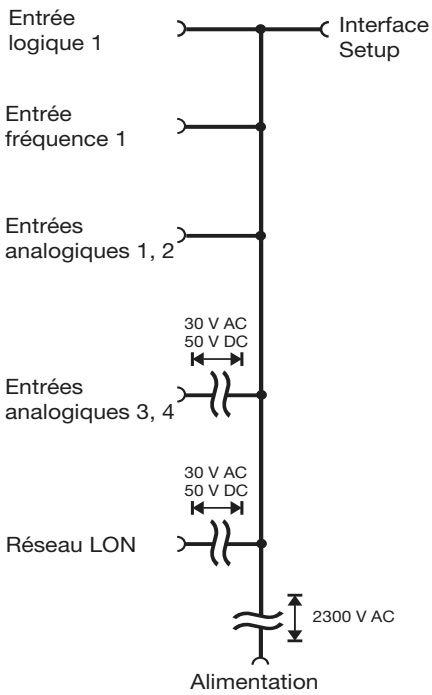 Entrée
logique 1
Interface
Setup
Entrée
fréquence 1
Entrées
analogiques 1, 2
30 V AC
50 V DC
Entrées
analogiques 3, 4
30 V AC
50 V DC
Réseau LON
2300 V AC
Alimentation